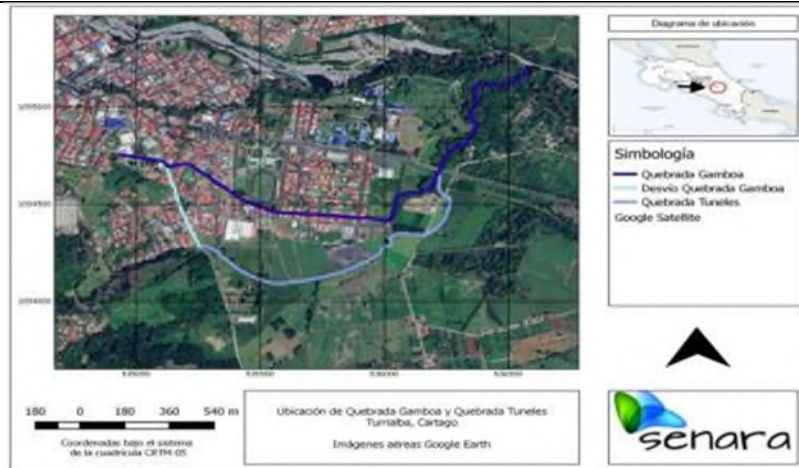 Diagrama de ubicación
Simbología
Quebrada Gamboa
Desvío Quebrada Gamboa
Quebrada Tuneles
Google Satellite
180 0 180 360 540 m
Coordenadas bajo el sistema
de la cuadrícula CRTM-05
Ubicación de Quebrada Gamboa y Quebrada Tuneles
Turrialba, Cartago
Imágenes aéreas Google Earth
senara